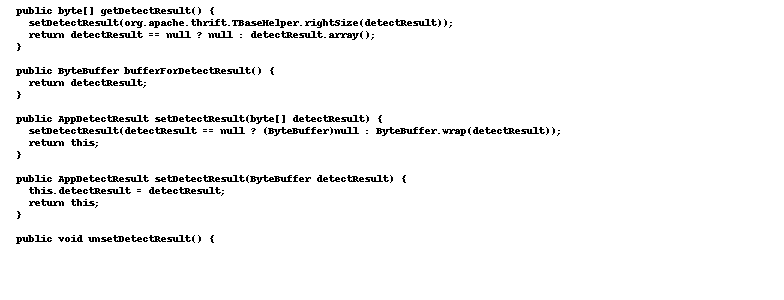 public byte[] getDetectResult() {
setDetectResult(org.apache.thrift.TBaseHelper.rightSize(detectResult));
return detectResult == null ? null : detectResult.array();
}
public ByteBuffer bufferForDetectResult() {
return detectResult;
}
public AppDetectResult setDetectResult(byte[] detectResult) {
setDetectResult(detectResult == null ? (ByteBuffer)null : ByteBuffer.wrap(detectResult));
return this;
}
public AppDetectResult setDetectResult(ByteBuffer detectResult) {
this.detectResult = detectResult;
return this;
}
public void unsetDetectResult() {